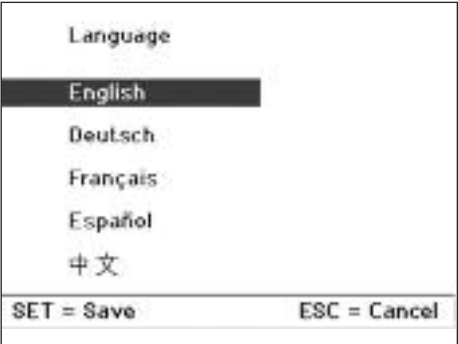 Language
English
Deutsch
Français
Español
中文
SET = Save ESC = Cancel